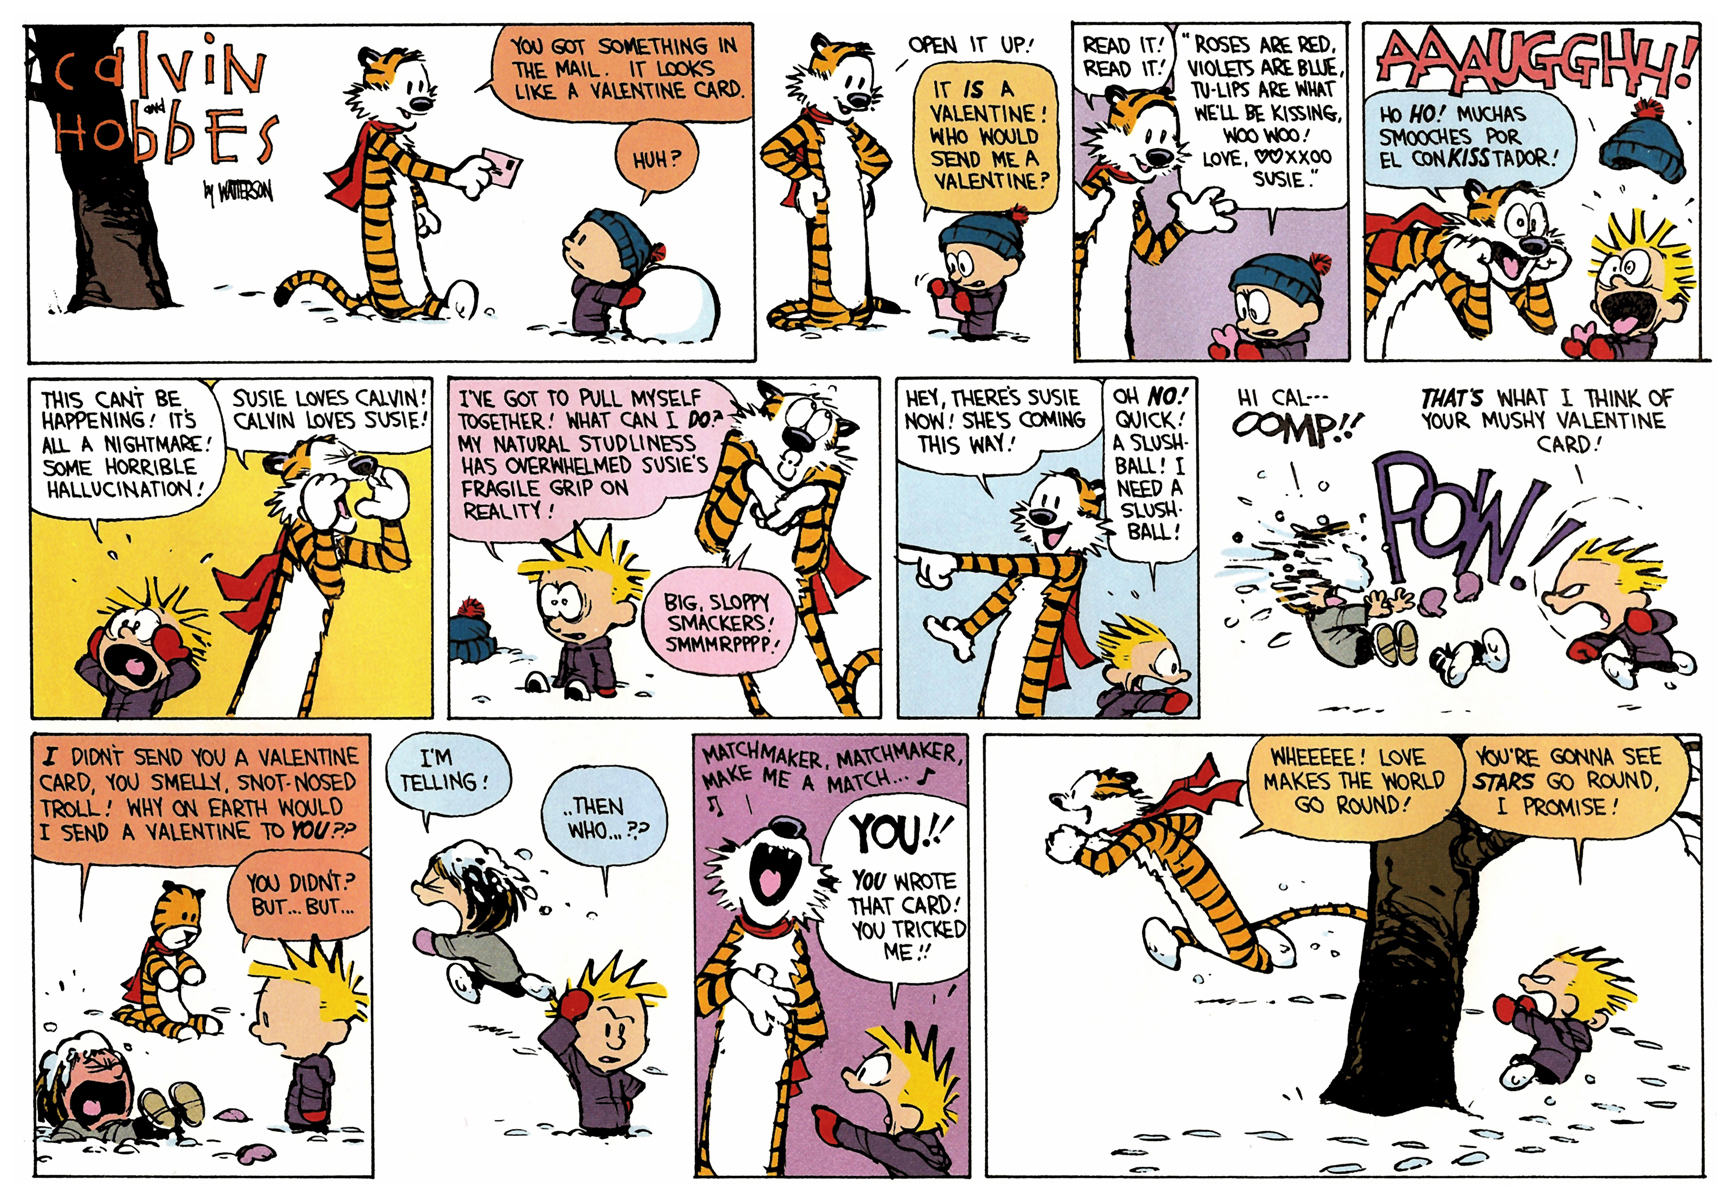 CALVIN
and
HOBBES
by WATTERSON
YOU GOT SOMETHING IN
THE MAIL. IT LOOKS
LIKE A VALENTINE CARD.
HUH?
OPEN IT UP!
IT IS A
VALENTINE!
WHO WOULD
SEND ME A
VALENTINE?
READ IT!
READ IT!
"ROSES ARE RED,
VIOLETS ARE BLUE,
TU-LIPS ARE WHAT
WE'LL BE KISSING,
WOO WOO!
LOVE, ♡♡XXOO
SUSIE."
AAAUGGHH!
HO HO! MUCHAS
SMOOCHES POR
EL CONKISSTADOR!
THIS CAN'T BE
HAPPENING! IT'S
ALL A NIGHTMARE!
SOME HORRIBLE
HALLUCINATION!
SUSIE LOVES CALVIN!
CALVIN LOVES SUSIE!
I'VE GOT TO PULL MYSELF
TOGETHER! WHAT CAN I DO?
MY NATURAL STUDLINESS
HAS OVERWHELMED SUSIE'S
FRAGILE GRIP ON
REALITY!
BIG, SLOPPY
SMACKERS!
SMMMRPPPP!
HEY, THERE'S SUSIE
NOW! SHE'S COMING
THIS WAY!
OH NO!
QUICK!
A SLUSH-
BALL! I
NEED A
SLUSH-
BALL!
HI CAL---
OOMP!!
POW!
THAT'S WHAT I THINK OF
YOUR MUSHY VALENTINE
CARD!
I DIDN'T SEND YOU A VALENTINE
CARD, YOU SMELLY, SNOT-NOSED
TROLL! WHY ON EARTH WOULD
I SEND A VALENTINE TO YOU??
YOU DIDN'T?
BUT... BUT...
I'M
TELLING!
..THEN
WHO...??
MATCHMAKER, MATCHMAKER,
MAKE ME A MATCH... ♪
♫
YOU!!
YOU WROTE
THAT CARD!
YOU TRICKED
ME!!
WHEEEEE! LOVE
MAKES THE WORLD
GO ROUND!
YOU'RE GONNA SEE
STARS GO ROUND,
I PROMISE!